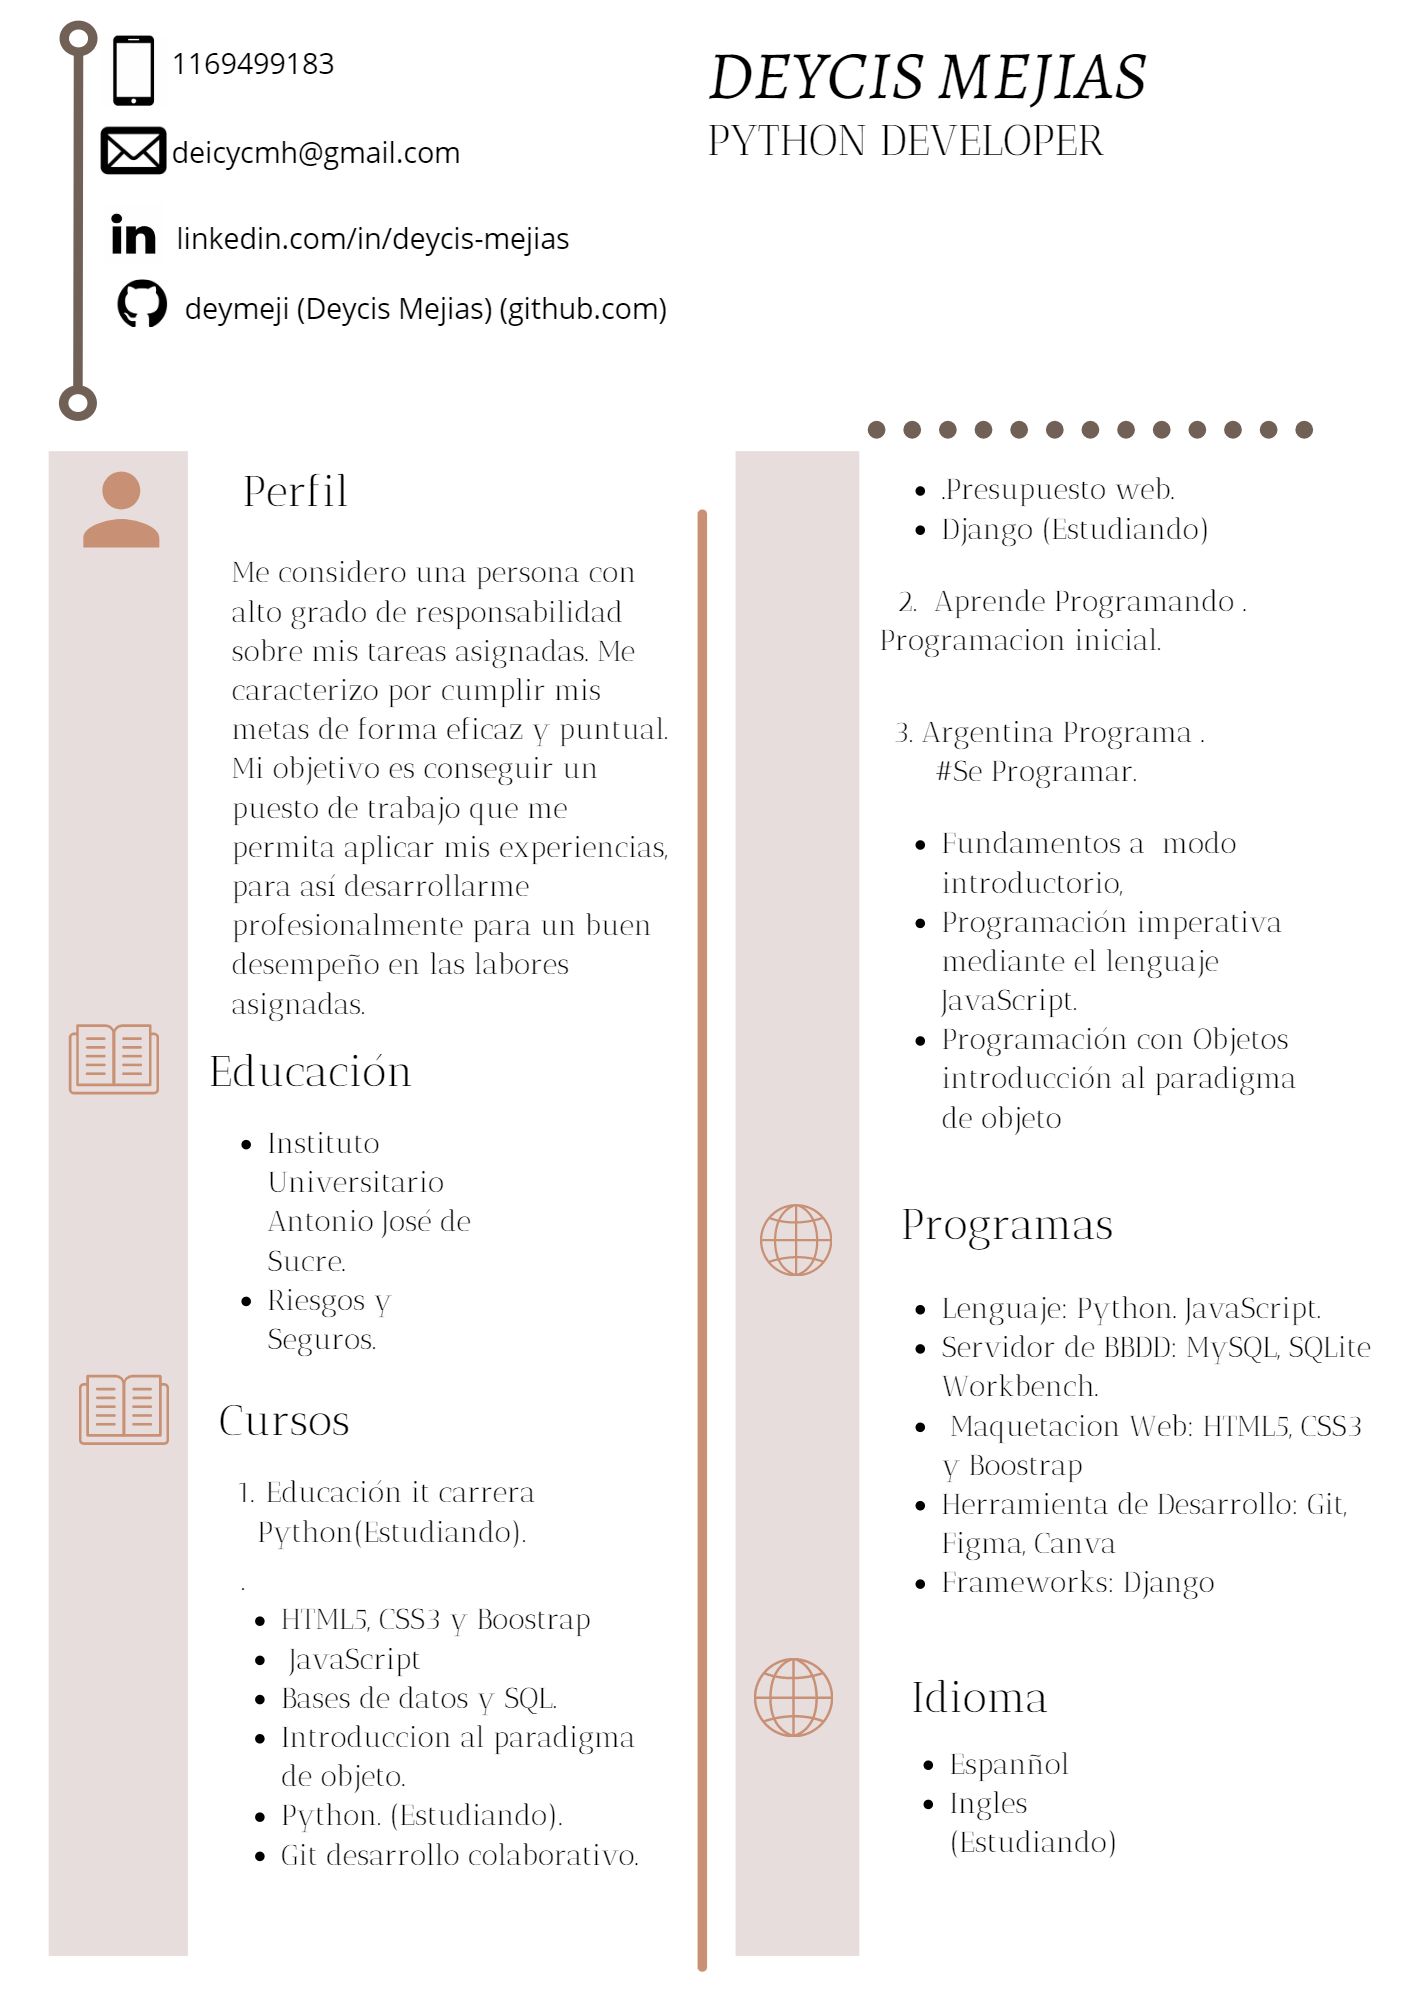 1169499183
deicycmh@gmail.com
linkedin.com/in/deycis-mejias
deymeji (Deycis Mejias) (github.com)
DEYCIS MEJIAS
PYTHON DEVELOPER
Perfil
Me considero una persona con
alto grado de responsabilidad
sobre mis tareas asignadas. Me
caracterizo por cumplir mis
metas de forma eficaz y puntual.
Mi objetivo es conseguir un
puesto de trabajo que me
permita aplicar mis experiencias,
para así desarrollarme
profesionalmente para un buen
desempeño en las labores
asignadas.
Educación
• Instituto
Universitario
Antonio José de
Sucre.
• Riesgos y
Seguros.
Cursos
1. Educación it carrera
Python(Estudiando).
.
• HTML5, CSS3 y Boostrap
• JavaScript
• Bases de datos y SQL.
• Introduccion al paradigma
de objeto.
• Python. (Estudiando).
• Git desarrollo colaborativo.
• .Presupuesto web.
• Django (Estudiando)
2. Aprende Programando .
Programacion inicial.
3. Argentina Programa .
#Se Programar.
• Fundamentos a modo
introductorio,
• Programación imperativa
mediante el lenguaje
JavaScript.
• Programación con Objetos
introducción al paradigma
de objeto
Programas
• Lenguaje: Python. JavaScript.
• Servidor de BBDD: MySQL, SQLite
Workbench.
• Maquetacion Web: HTML5, CSS3
y Boostrap
• Herramienta de Desarrollo: Git,
Figma, Canva
• Frameworks: Django
Idioma
• Espanñol
• Ingles
(Estudiando)